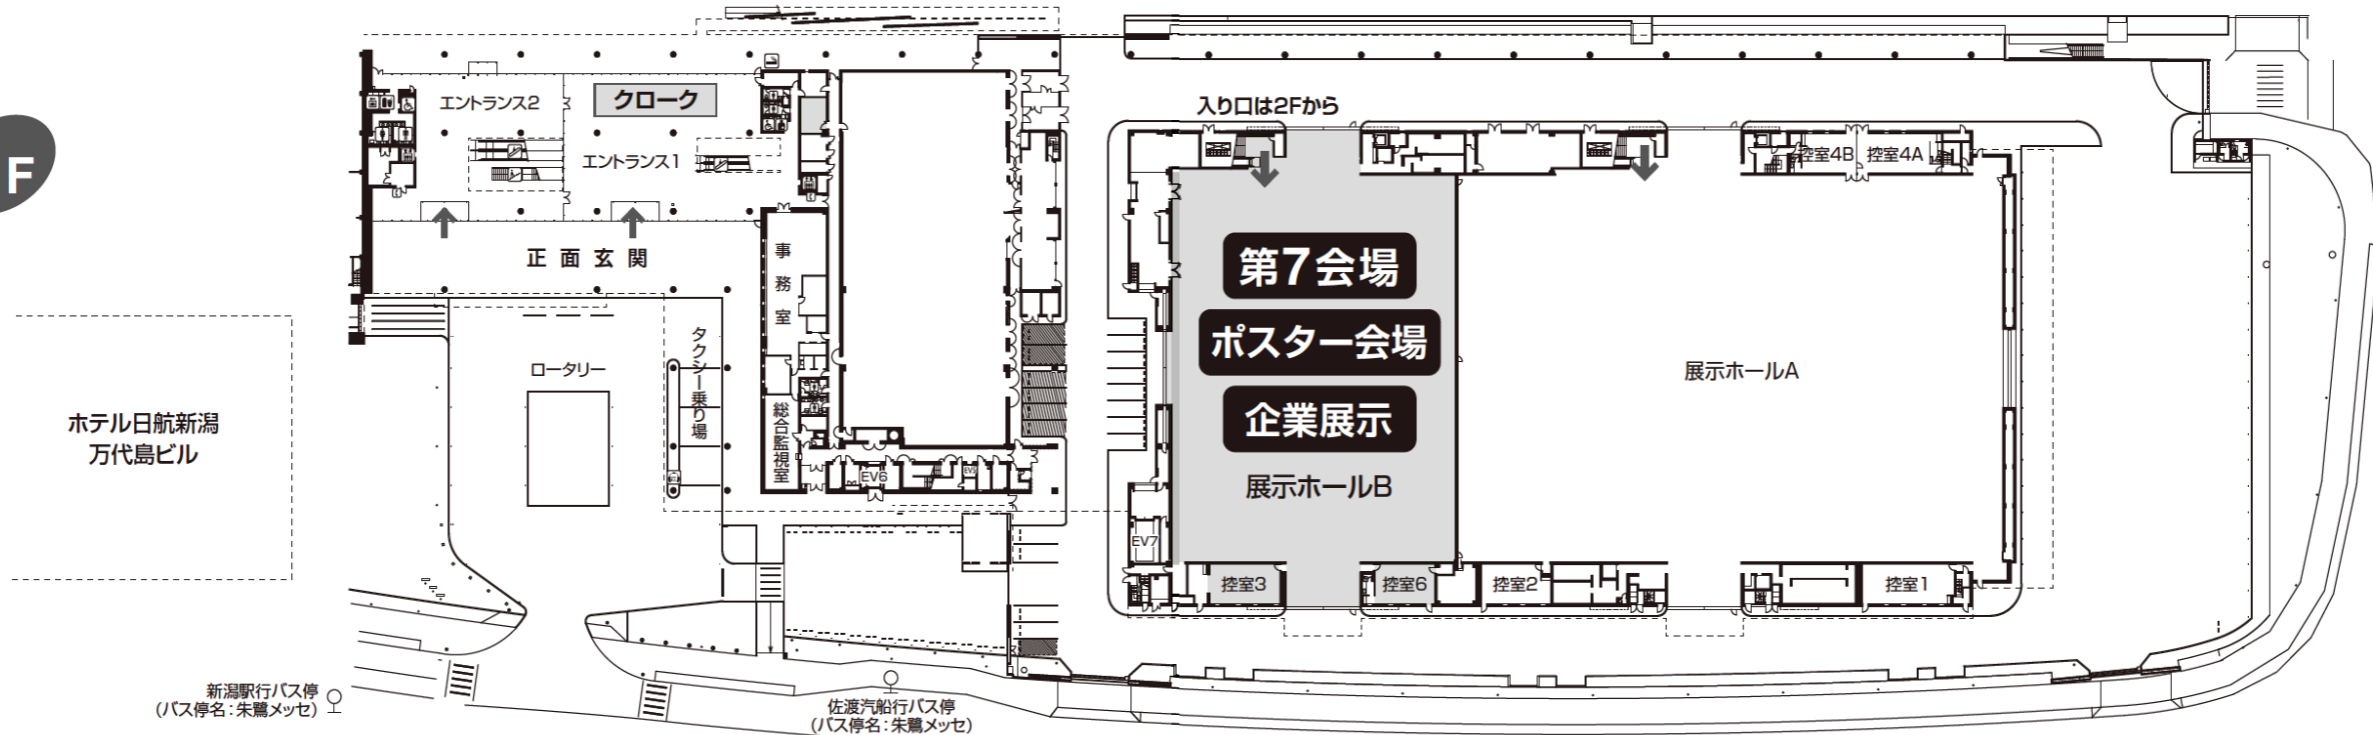 F
エントランス2
クローク
エントランス1
正面玄関
事務室
ロータリー
タクシー乗り場
総合監視室
EV6
EV5
ホテル日航新潟
万代島ビル
新潟駅行バス停
(バス停名:朱鷺メッセ)
佐渡汽船行バス停
(バス停名:朱鷺メッセ)
入り口は2Fから
控室4B
控室4A
第7会場
ポスター会場
企業展示
展示ホールB
展示ホールA
EV7
控室3
控室6
控室2
控室1